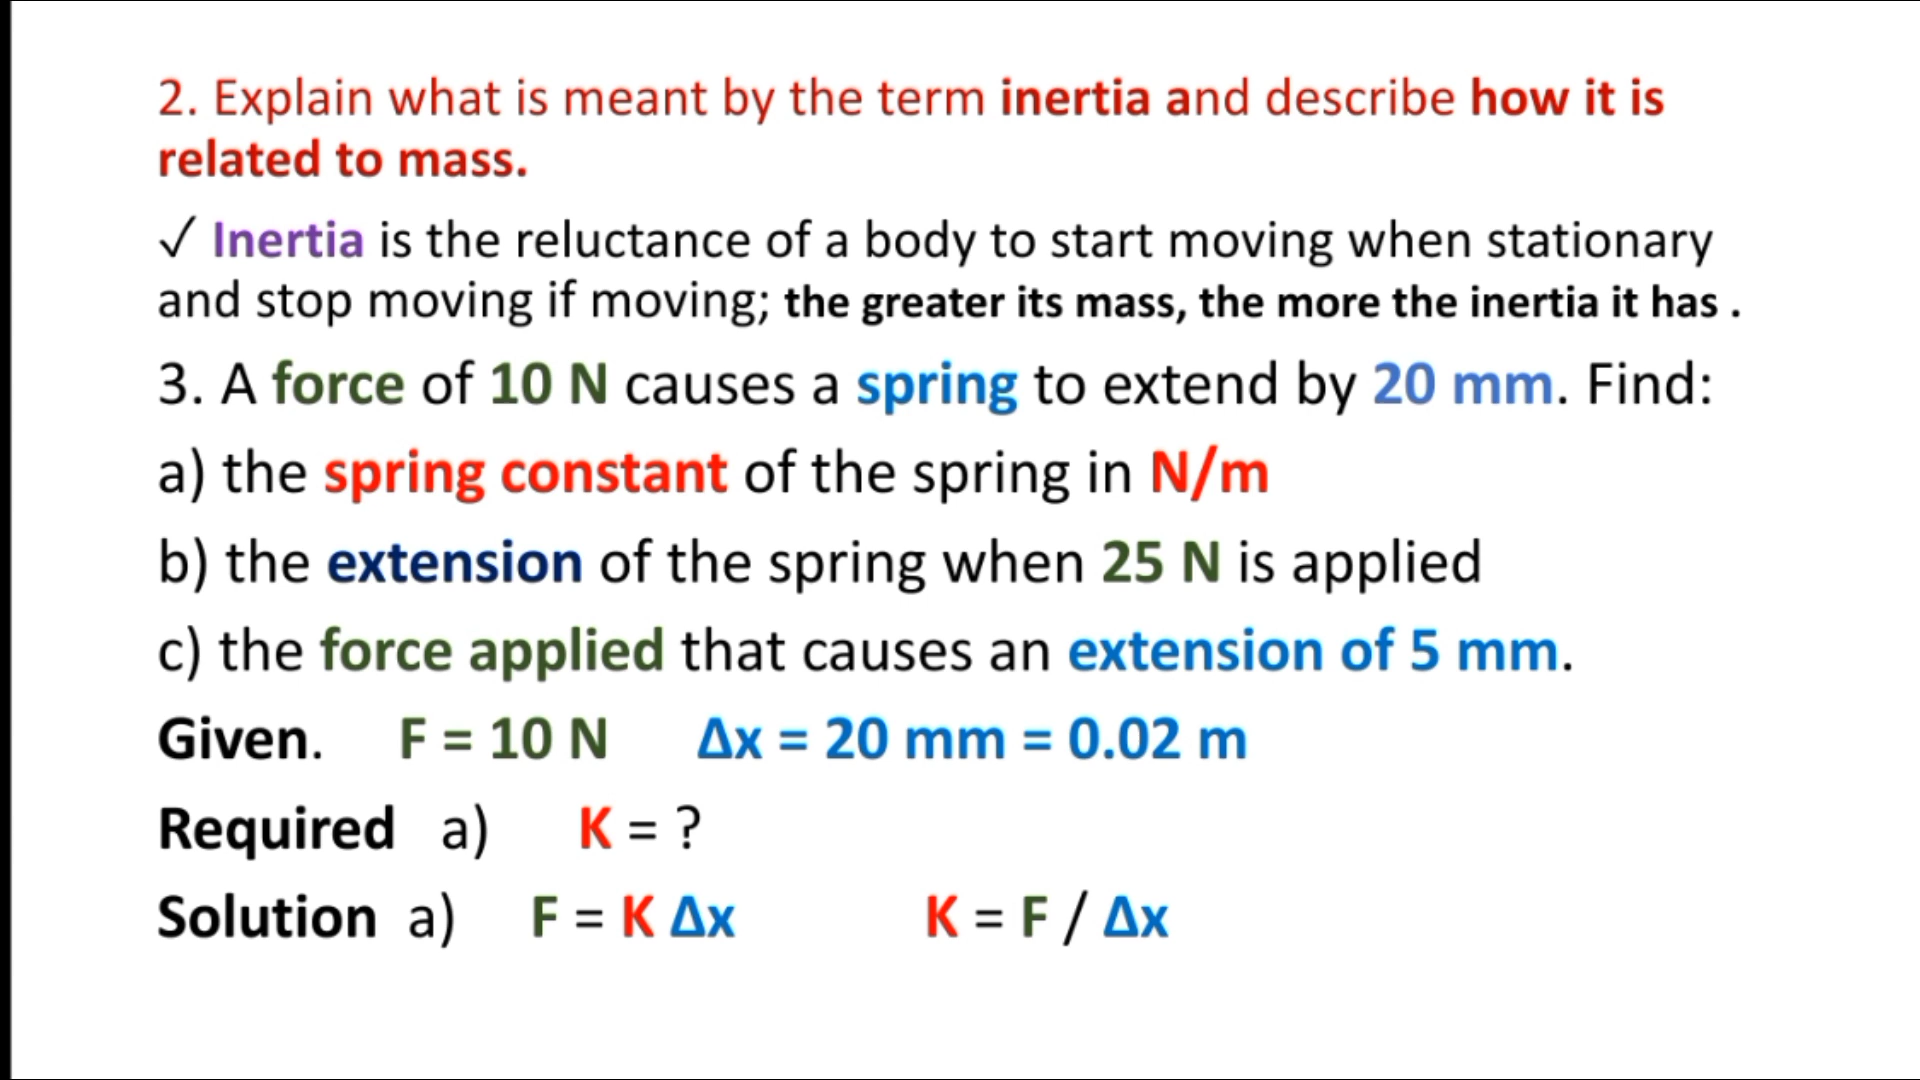 2. Explain what is meant by the term inertia and describe how it is
related to mass.
✓ Inertia is the reluctance of a body to start moving when stationary
and stop moving if moving; the greater its mass, the more the inertia it has .
3. A force of 10 N causes a spring to extend by 20 mm. Find:
a) the spring constant of the spring in N/m
b) the extension of the spring when 25 N is applied
c) the force applied that causes an extension of 5 mm.
Given. F = 10 N Δx = 20 mm = 0.02 m
Required a) K = ?
Solution a) F = K Δx K = F / Δx